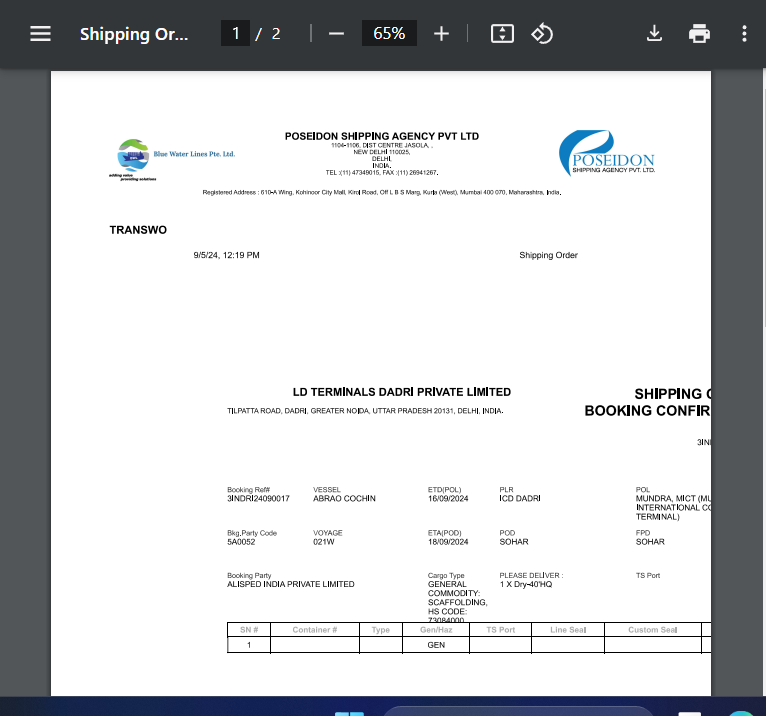 Shipping Or...
1 / 2
65%
POSEIDON SHIPPING AGENCY PVT LTD
1104-1106, DIST CENTRE JASOLA, .
NEW DELHI 110025,
DELHI,
INDIA.
TEL :(11) 47349015, FAX :(11) 26941267.
Blue Water Lines Pte. Ltd.
adding value
providing solutions
POSEIDON
SHIPPING AGENCY PVT. LTD.
Registered Address : 610-A Wing, Kohinoor City Mall, Kirol Road, Off L B S Marg, Kurla (West), Mumbai 400 070, Maharashtra, India.
TRANSWO
9/5/24, 12:19 PM
Shipping Order
LD TERMINALS DADRI PRIVATE LIMITED
TILPATTA ROAD, DADRI, GREATER NOIDA, UTTAR PRADESH 20131, DELHI, INDIA.
SHIPPING
BOOKING CONFIR
3IN
Booking Ref# VESSEL ETD(POL) PLR POL
3INDRI24090017 ABRAO COCHIN 16/09/2024 ICD DADRI MUNDRA, MICT (MU
INTERNATIONAL CO
TERMINAL)
Bkg.Party Code VOYAGE ETA(POD) POD FPD
5A0052 021W 18/09/2024 SOHAR SOHAR
Booking Party Cargo Type PLEASE DELIVER : TS Port
ALISPED INDIA PRIVATE LIMITED GENERAL 1 X Dry-40'HQ
COMMODITY:
SCAFFOLDING,
HS CODE:
73084000
SN # Container # Type Gen/Haz TS Port Line Seal Custom Seal
1 GEN